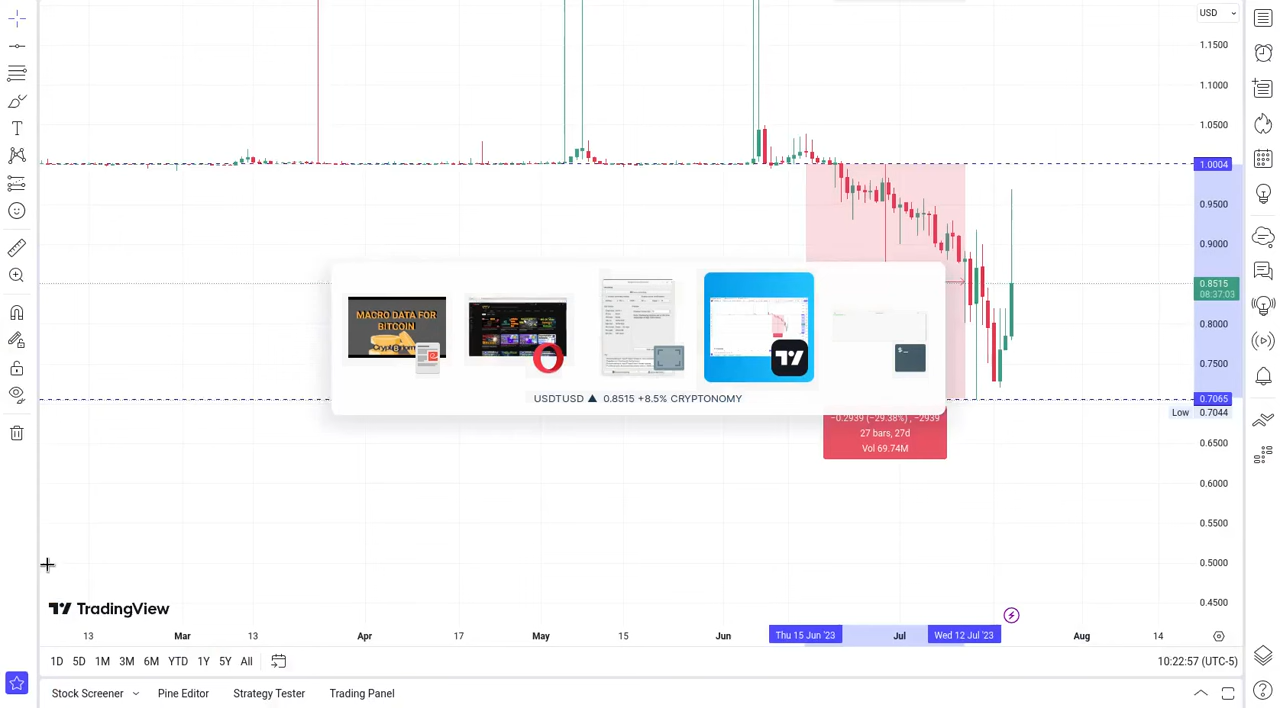 USD
1.1500
1.1000
1.0500
1.0004
0.9500
0.9000
0.8515
08:37:03
0.8000
0.7500
0.7065
Low 0.7044
0.6500
0.6000
0.5500
0.5000
0.4500
MACRO DATA FOR
BITCOIN
USDTUSD ▲ 0.8515 +8.5% CRYPTONOMY
−0.2939 (−29.38%) , −2939
27 bars, 27d
Vol 69.74M
TradingView
13 Mar 13 Apr 17 May 15 Jun Thu 15 Jun '23 Jul Wed 12 Jul '23 Aug 14
1D 5D 1M 3M 6M YTD 1Y 5Y All
10:22:57 (UTC-5)
Stock Screener Pine Editor Strategy Tester Trading Panel